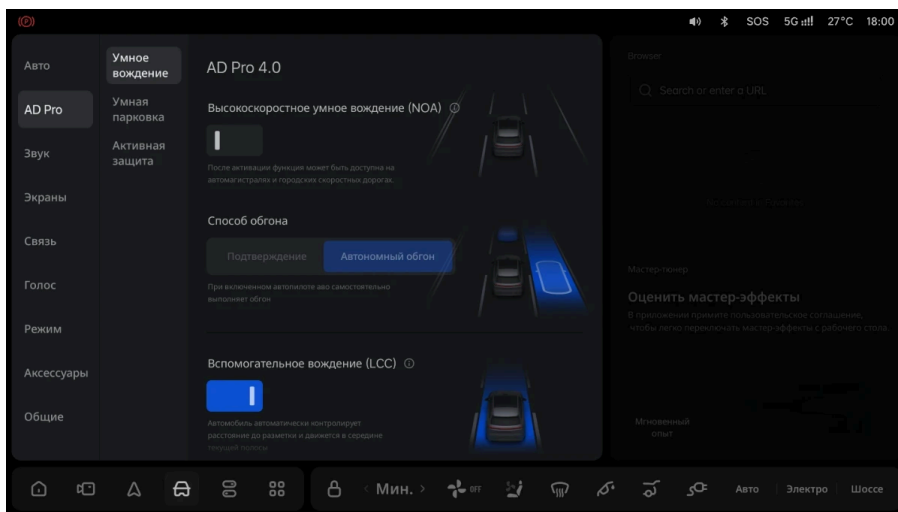 (P)
SOS 5G 27°C 18:00
Авто
AD Pro
Звук
Экраны
Связь
Голос
Режим
Аксессуары
Общие
Умное
вождение
Умная
парковка
Активная
защита
AD Pro 4.0
Высокоскоростное умное вождение (NOA)
После активации функция может быть доступна на
автомагистралях и городских скоростных дорогах.
Способ обгона
Подтверждение
Автономный обгон
При включенном автопилоте аво самостоятельно
выполняет обгон
Вспомогательное вождение (LCC)
Автомобиль автоматически контролирует
расстояние до разметки и движется в середине
текущей полосы
Browser
Search or enter a URL
Мастер-тюнер
Оценить мастер-эффекты
В приложении примите пользовательское соглашение,
чтобы легко переключать мастер-эффекты с рабочего стола.
Мгновенный
опыт
< Мин. > OFF Авто Электро Шоссе